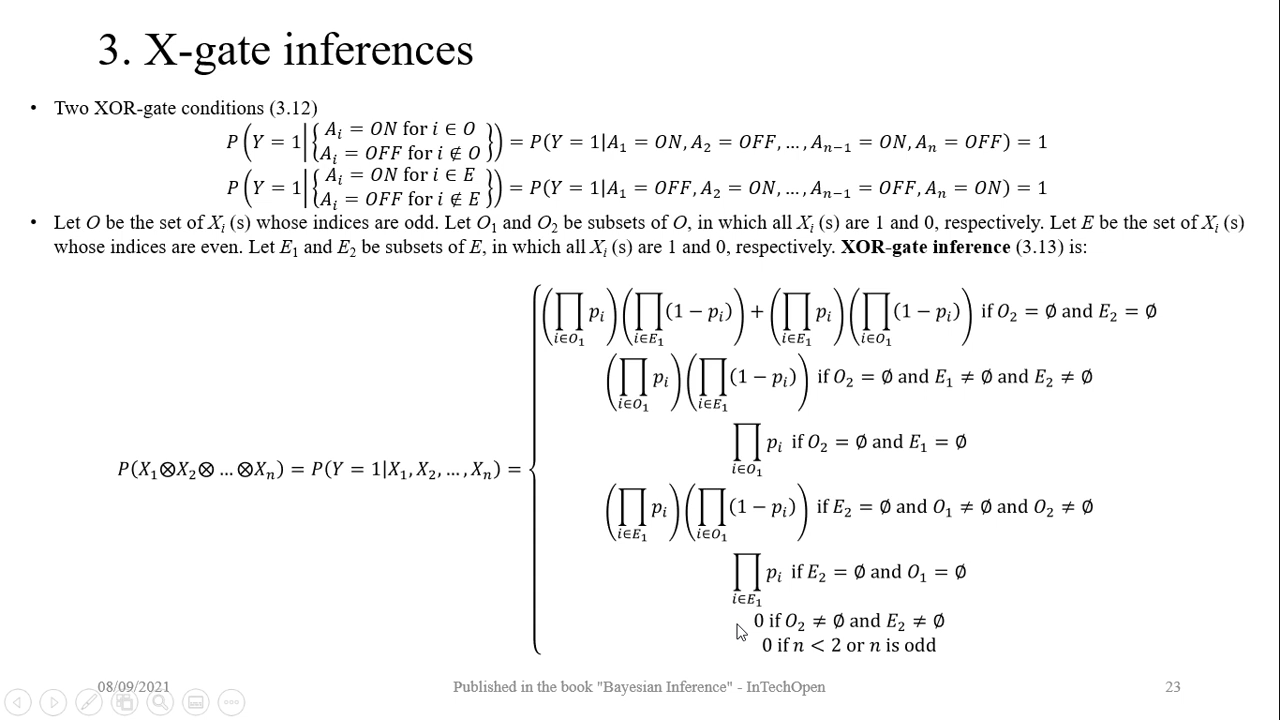 3. X-gate inferences
• Two XOR-gate conditions (3.12)
P(Y = 1|{A_i = ON for i ∈ O, A_i = OFF for i ∉ O}) = P(Y = 1|A_1 = ON, A_2 = OFF, …, A_{n−1} = ON, A_n = OFF) = 1
P(Y = 1|{A_i = ON for i ∈ E, A_i = OFF for i ∉ E}) = P(Y = 1|A_1 = OFF, A_2 = ON, …, A_{n−1} = OFF, A_n = ON) = 1
• Let O be the set of X_i (s) whose indices are odd. Let O_1 and O_2 be subsets of O, in which all X_i (s) are 1 and 0, respectively. Let E be the set of X_i (s)
whose indices are even. Let E_1 and E_2 be subsets of E, in which all X_i (s) are 1 and 0, respectively. XOR-gate inference (3.13) is:
P(X_1⊗X_2⊗ … ⊗X_n) = P(Y = 1|X_1, X_2, …, X_n) = {
(∏_{i∈O_1} p_i)(∏_{i∈E_1} (1 − p_i)) + (∏_{i∈E_1} p_i)(∏_{i∈O_1} (1 − p_i)) if O_2 = ∅ and E_2 = ∅
(∏_{i∈O_1} p_i)(∏_{i∈E_1} (1 − p_i)) if O_2 = ∅ and E_1 ≠ ∅ and E_2 ≠ ∅
∏_{i∈O_1} p_i if O_2 = ∅ and E_1 = ∅
(∏_{i∈E_1} p_i)(∏_{i∈O_1} (1 − p_i)) if E_2 = ∅ and O_1 ≠ ∅ and O_2 ≠ ∅
∏_{i∈E_1} p_i if E_2 = ∅ and O_1 = ∅
0 if O_2 ≠ ∅ and E_2 ≠ ∅
0 if n < 2 or n is odd
08/09/2021
Published in the book "Bayesian Inference" - InTechOpen
23